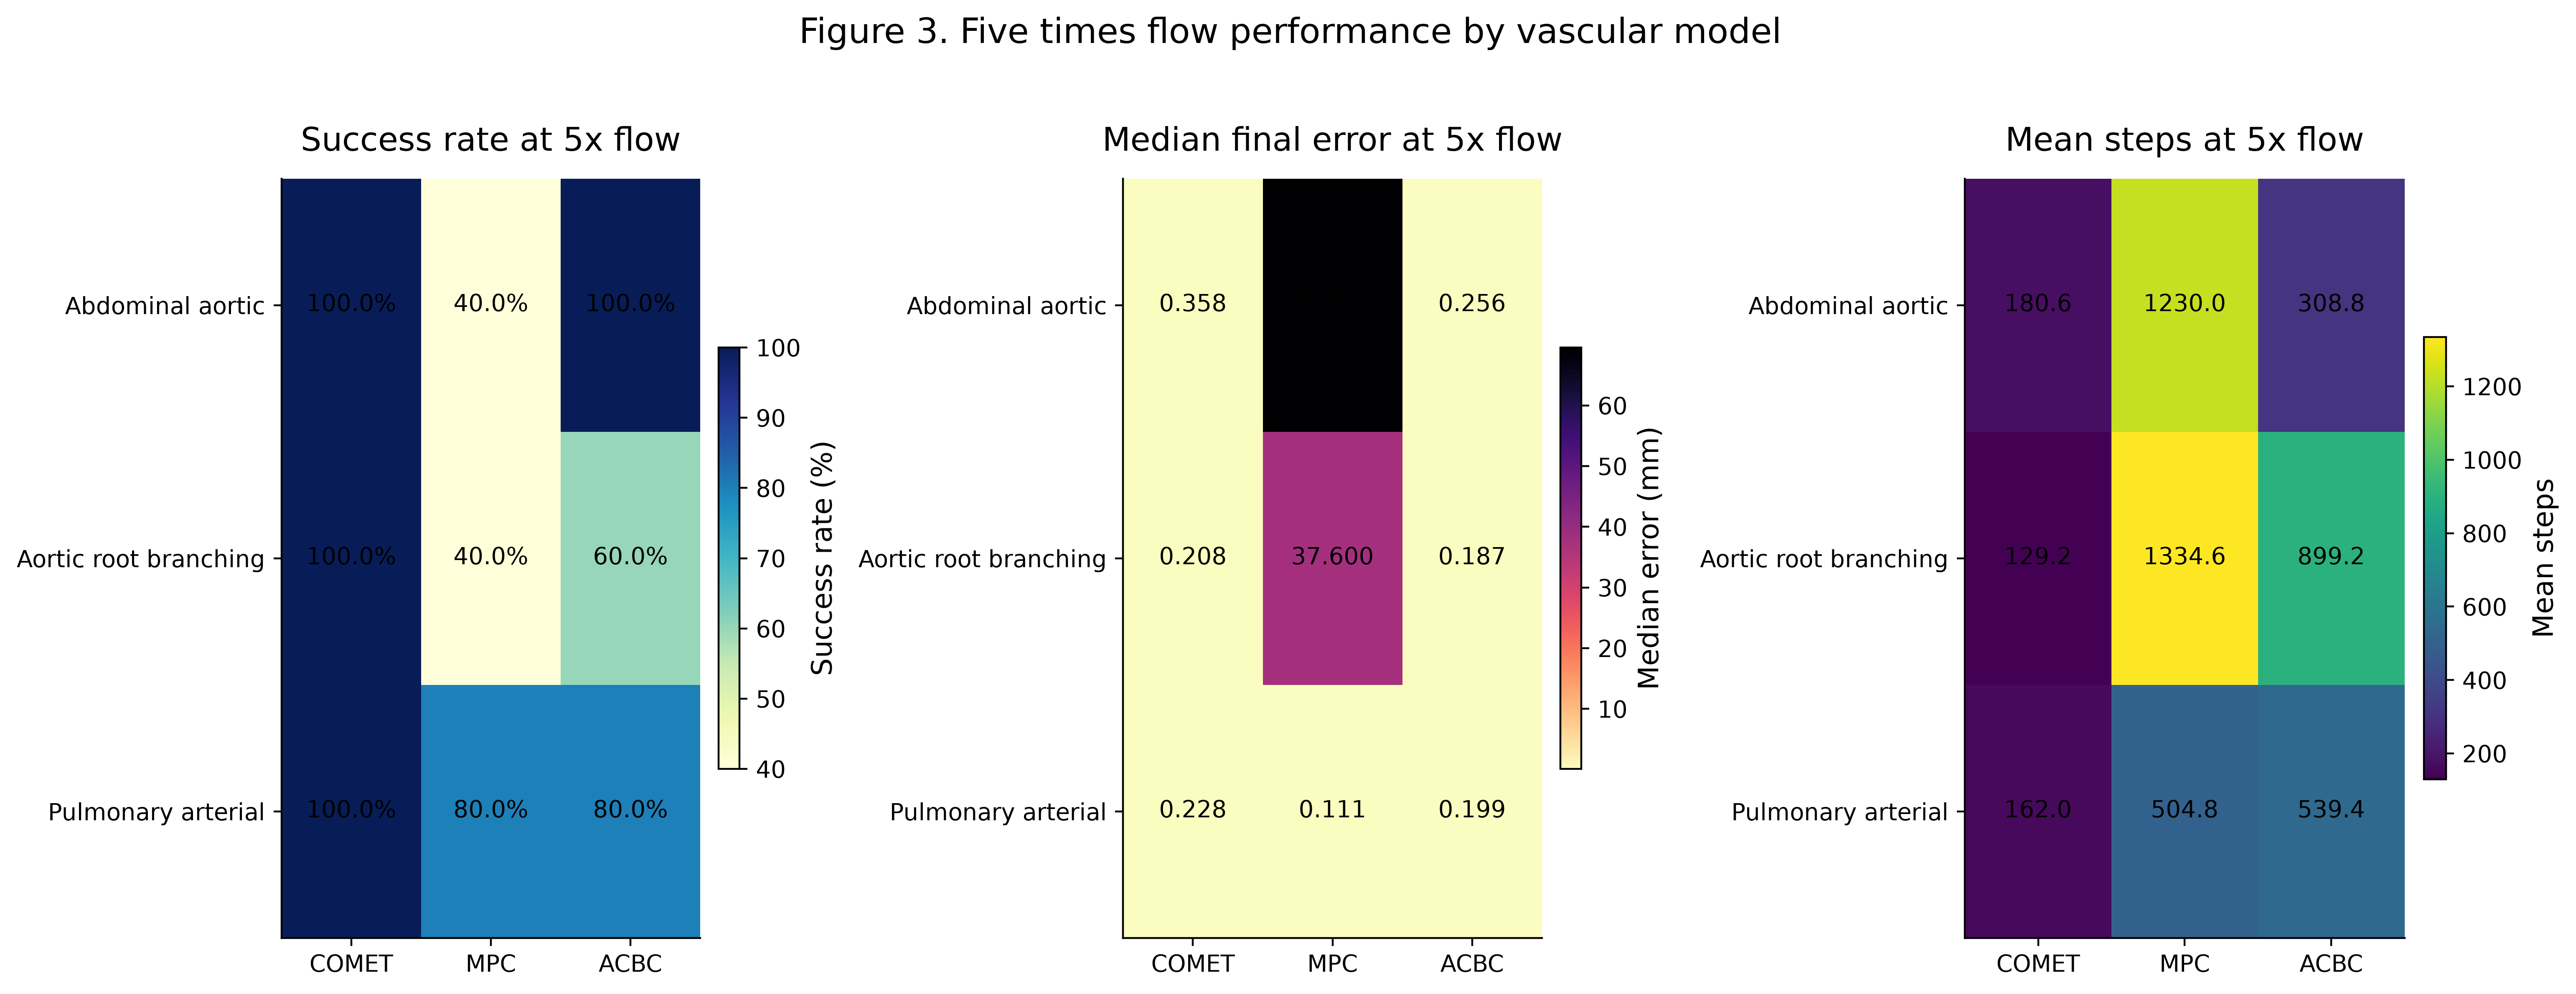 Figure 3. Five times flow performance by vascular model
Success rate at 5x flow
Abdominal aortic
100.0% 40.0% 100.0%
Aortic root branching
100.0% 40.0% 60.0%
Pulmonary arterial
100.0% 80.0% 80.0%
COMET MPC ACBC
100
90
80
70
60
50
40
Success rate (%)
Median final error at 5x flow
Abdominal aortic
0.358 0.256
Aortic root branching
0.208 37.600 0.187
Pulmonary arterial
0.228 0.111 0.199
COMET MPC ACBC
60
50
40
30
20
10
Median error (mm)
Mean steps at 5x flow
Abdominal aortic
180.6 1230.0 308.8
Aortic root branching
129.2 1334.6 899.2
Pulmonary arterial
162.0 504.8 539.4
COMET MPC ACBC
1200
1000
800
600
400
200
Mean steps